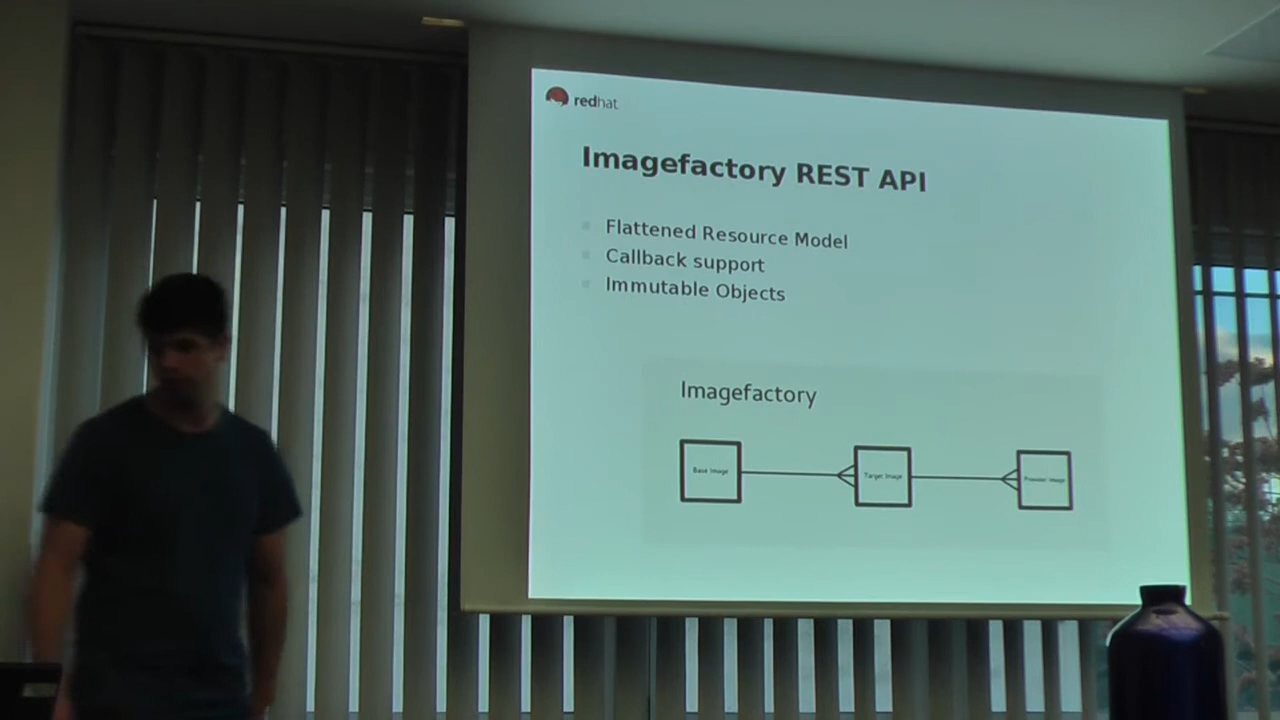 redhat
Imagefactory REST API
Flattened Resource Model
Callback support
Immutable Objects
Imagefactory
Base Image
Target Image
Provider Image